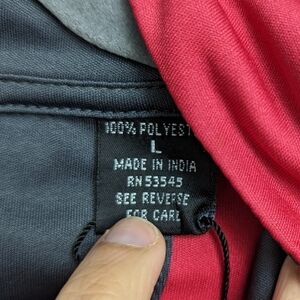 100% POLYEST
L
MADE IN INDIA
RN 53545
SEE REVERSE
FOR CARE